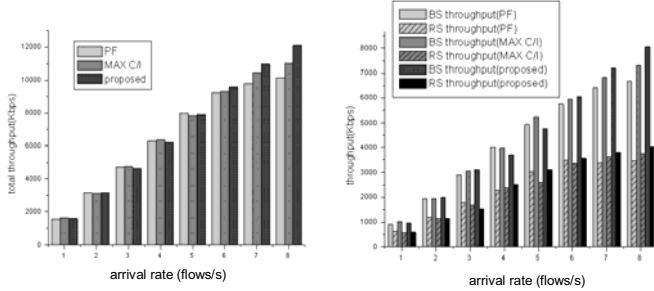 PF
MAX C/I
proposed
total throughput(Kbps)
12000
10000
8000
6000
4000
2000
0
1 2 3 4 5 6 7 8
arrival rate (flows/s)
BS throughput(PF)
RS throughput(PF)
BS throughput(MAX C/I)
RS throughput(MAX C/I)
BS throughput(proposed)
RS throughput(proposed)
throughput(Kbps)
8000
7000
6000
5000
4000
3000
2000
1000
0
1 2 3 4 5 6 7 8
arrival rate (flows/s)